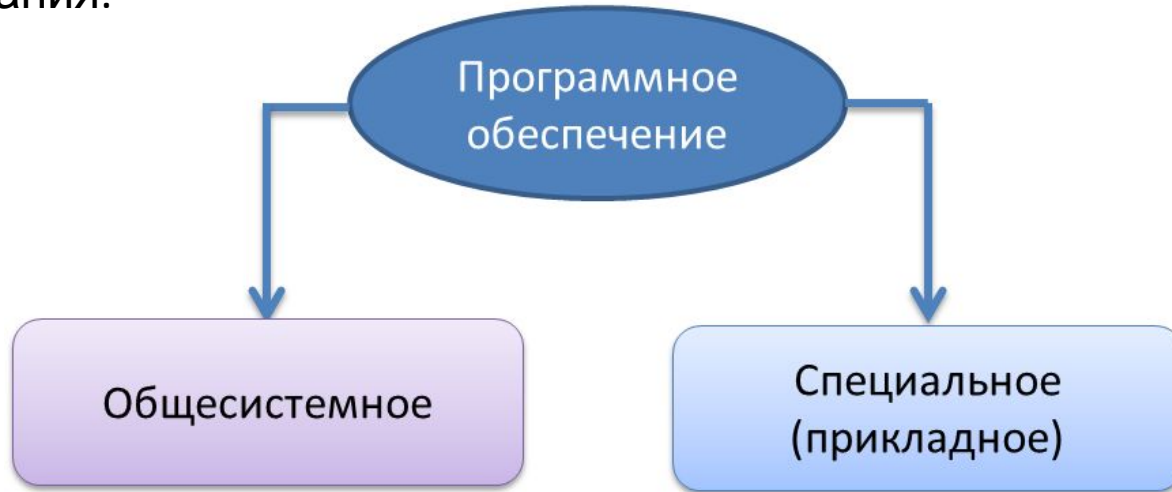 Программное
обеспечение
Общесистемное
Специальное
(прикладное)